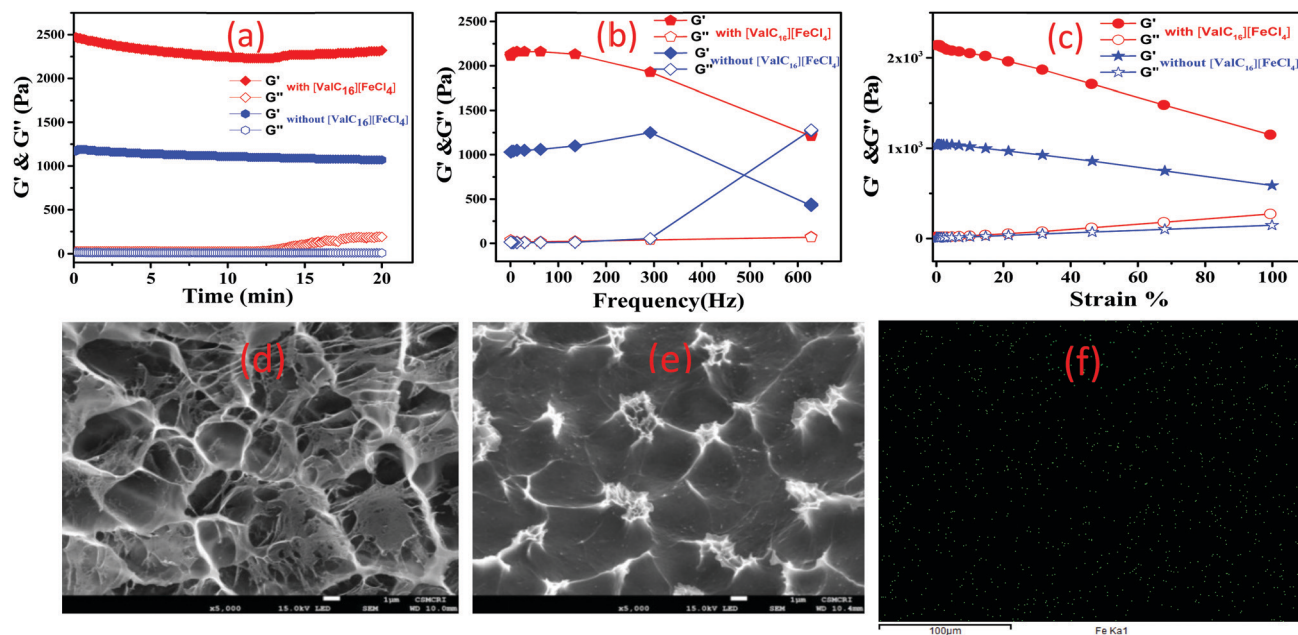 (a)
2500
2000
1500
1000
500
0
G' & G'' (Pa)
G'
G'' with [ValC₁₆][FeCl₄]
G'
G'' without [ValC₁₆][FeCl₄]
0 5 10 15 20
Time (min)
(b)
2500
2000
1500
1000
500
0
G' &G'' (Pa)
G'
G'' with [ValC₁₆][FeCl₄]
G'
G'' without [ValC₁₆][FeCl₄]
0 100 200 300 400 500 600
Frequency(Hz)
(c)
2x10³
1x10³
0
G' &G'' (Pa)
G'
G'' with [ValC₁₆][FeCl₄]
G'
G'' without [ValC₁₆][FeCl₄]
0 20 40 60 80 100
Strain %
(d)
1µm CSMCRI
x5,000 15.0kV LED SEM WD 10.0mm
(e)
1µm CSMCRI
x5,000 15.0kV LED SEM WD 10.4mm
(f)
100µm Fe Ka1